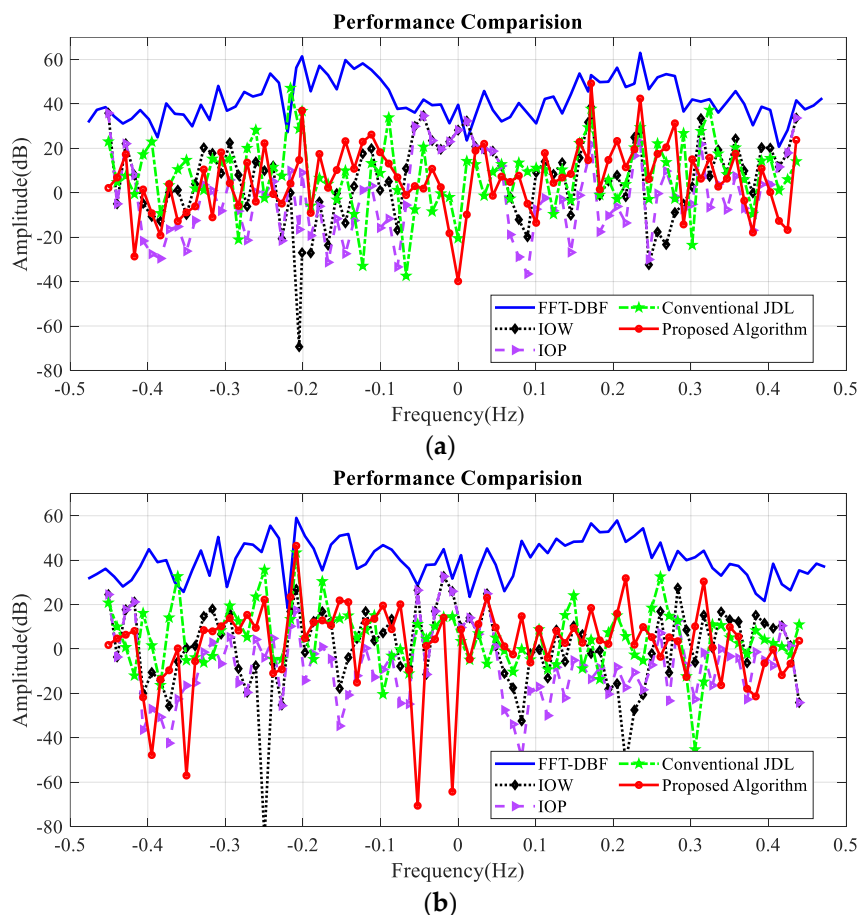 Performance Comparision
60
40
20
0
-20
-40
-60
-80
Amplitude(dB)
FFT-DBF
IOW
IOP
Conventional JDL
Proposed Algorithm
-0.5 -0.4 -0.3 -0.2 -0.1 0 0.1 0.2 0.3 0.4 0.5
Frequency(Hz)
(a)
Performance Comparision
80
60
40
20
0
-20
-40
-60
-80
Amplitude(dB)
FFT-DBF
IOW
IOP
Conventional JDL
Proposed Algorithm
-0.5 -0.4 -0.3 -0.2 -0.1 0 0.1 0.2 0.3 0.4 0.5
Frequency(Hz)
(b)